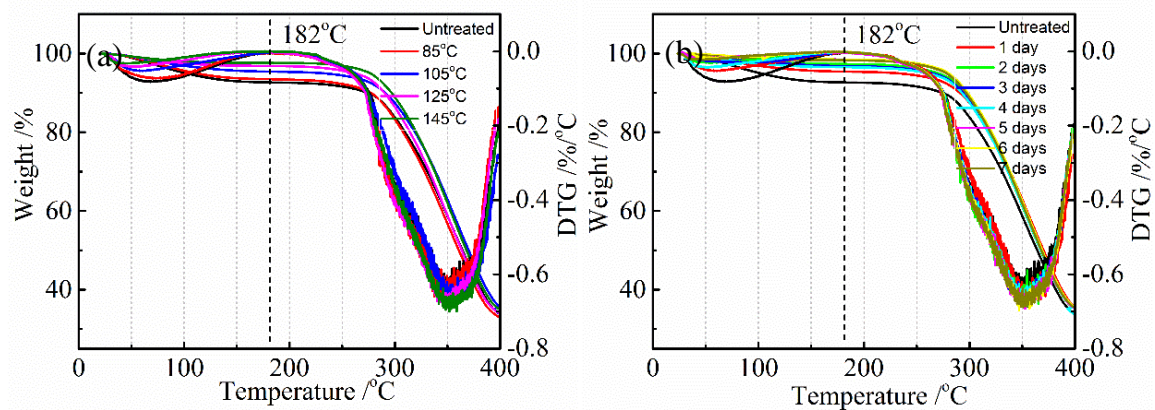 (a)
182°C
Untreated
85°C
105°C
125°C
145°C
Weight /%
100
80
60
40
0
100
200
300
400
Temperature /°C
0.0
-0.2
-0.4
-0.6
-0.8
DTG /%/°C
(b)
182°C
Untreated
1 day
2 days
3 days
4 days
5 days
6 days
7 days
Weight /%
100
80
60
40
0
100
200
300
400
Temperature /°C
0.0
-0.2
-0.4
-0.6
-0.8
DTG /%/°C